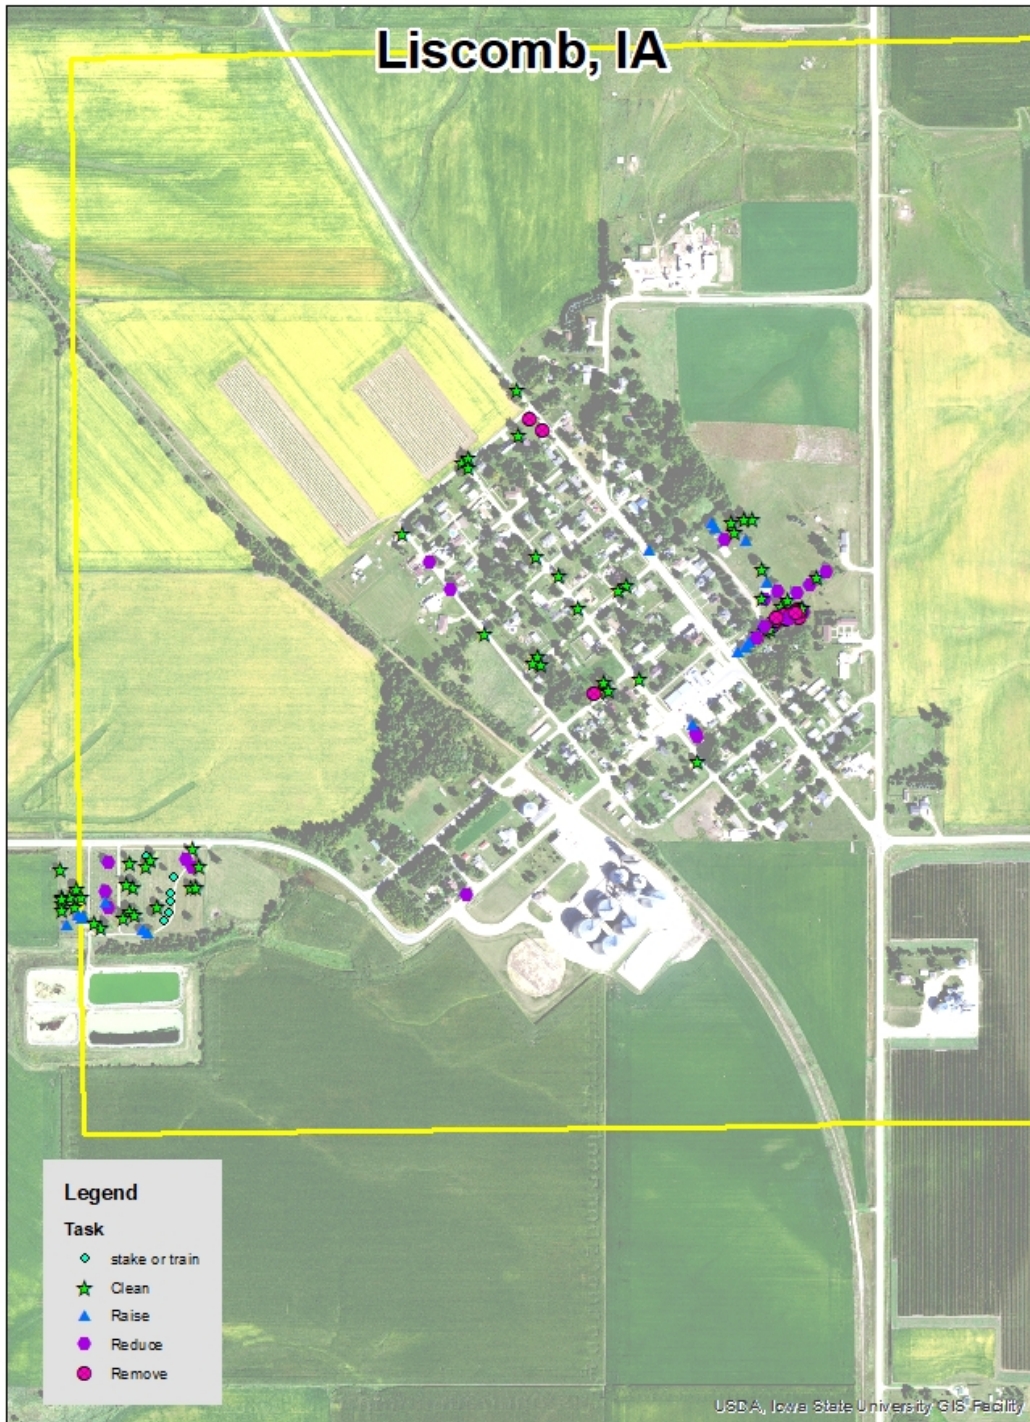 Liscomb, IA
Legend
Task
stake or train
Clean
Raise
Reduce
Remove
USDA, Iowa State University GIS Facility